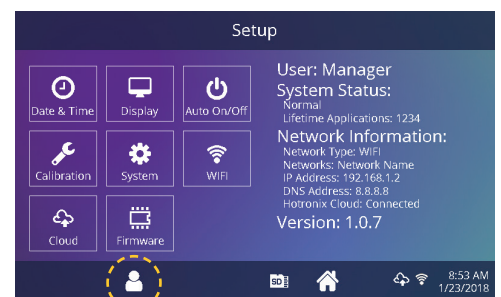 Setup
Date & Time
Display
Auto On/Off
Calibration
System
WIFI
Cloud
Firmware
User: Manager
System Status:
Normal
Lifetime Applications: 1234
Network Information:
Network Type: WIFI
Networks: Network Name
IP Address: 192.168.1.2
DNS Address: 8.8.8.8
Hotronix Cloud: Connected
Version: 1.0.7
SD
8:53 AM
1/23/2018